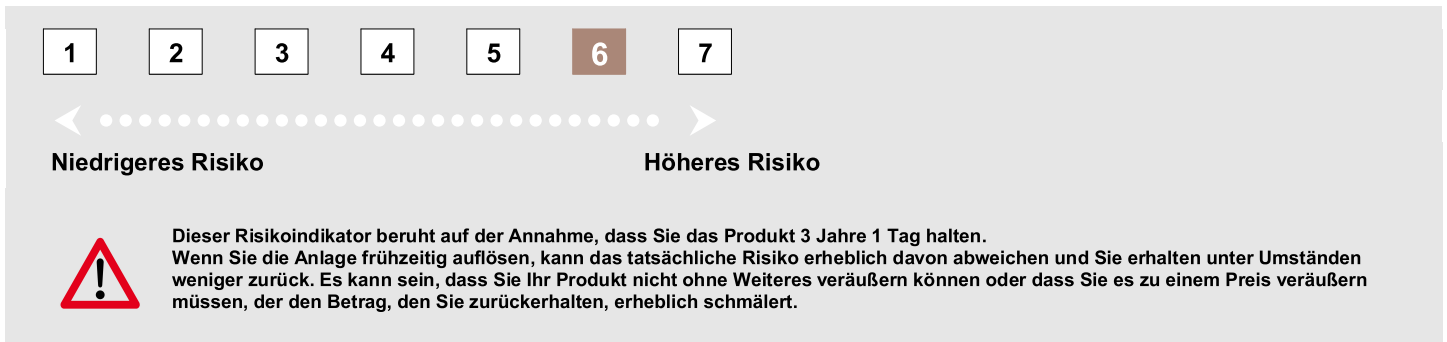 1 2 3 4 5 6 7
Niedrigeres Risiko Höheres Risiko
Dieser Risikoindikator beruht auf der Annahme, dass Sie das Produkt 3 Jahre 1 Tag halten.
Wenn Sie die Anlage frühzeitig auflösen, kann das tatsächliche Risiko erheblich davon abweichen und Sie erhalten unter Umständen
weniger zurück. Es kann sein, dass Sie Ihr Produkt nicht ohne Weiteres veräußern können oder dass Sie es zu einem Preis veräußern
müssen, der den Betrag, den Sie zurückerhalten, erheblich schmälert.